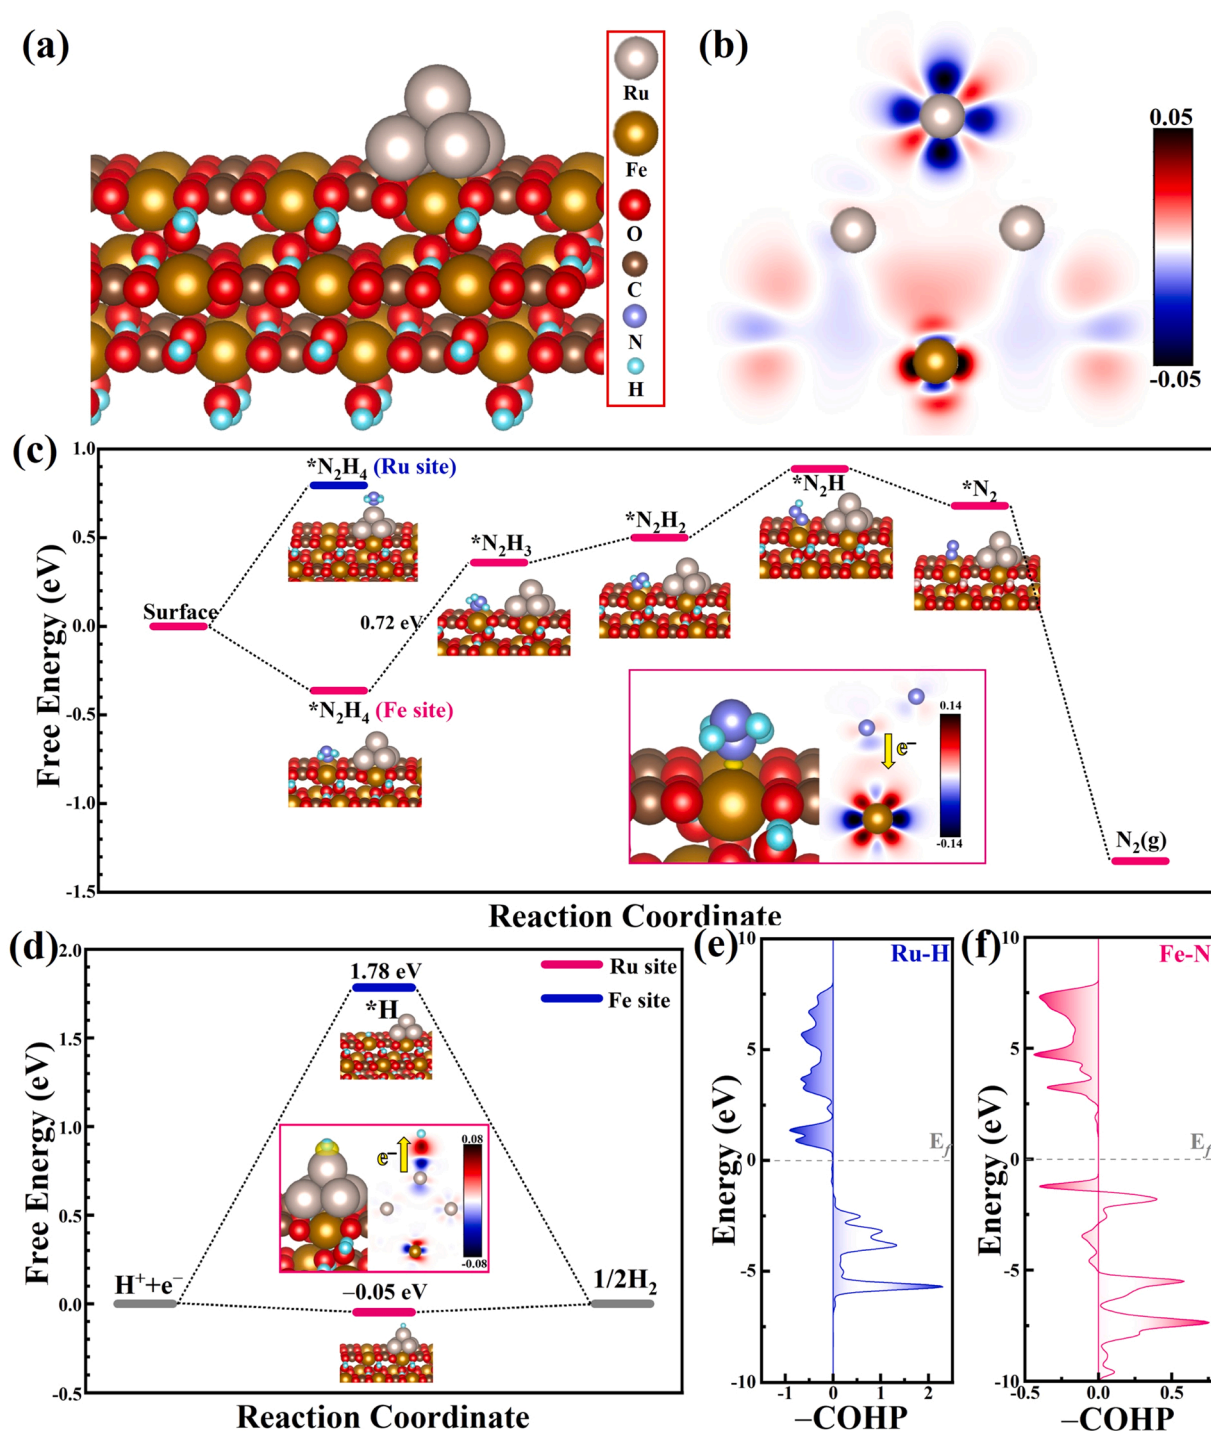 (a)
Ru
Fe
O
C
N
H
(b)
0.05
-0.05
(c)
Free Energy (eV)
1.0
0.5
0.0
-0.5
-1.0
-1.5
Surface
*N₂H₄ (Ru site)
*N₂H₄ (Fe site)
0.72 eV
*N₂H₃
*N₂H₂
*N₂H
*N₂
N₂(g)
e⁻
0.14
-0.14
Reaction Coordinate
(d)
Free Energy (eV)
2.0
1.5
1.0
0.5
0.0
-0.5
1.78 eV
*H
Ru site
Fe site
e⁻
0.08
-0.08
H⁺+e⁻
−0.05 eV
1/2H₂
Reaction Coordinate
(e)
Ru-H
Energy (eV)
10
5
0
-5
-10
E_f
-1 0 1 2
−COHP
(f)
Fe-N
Energy (eV)
10
5
0
-5
-10
E_f
-0.5 0.0 0.5
−COHP